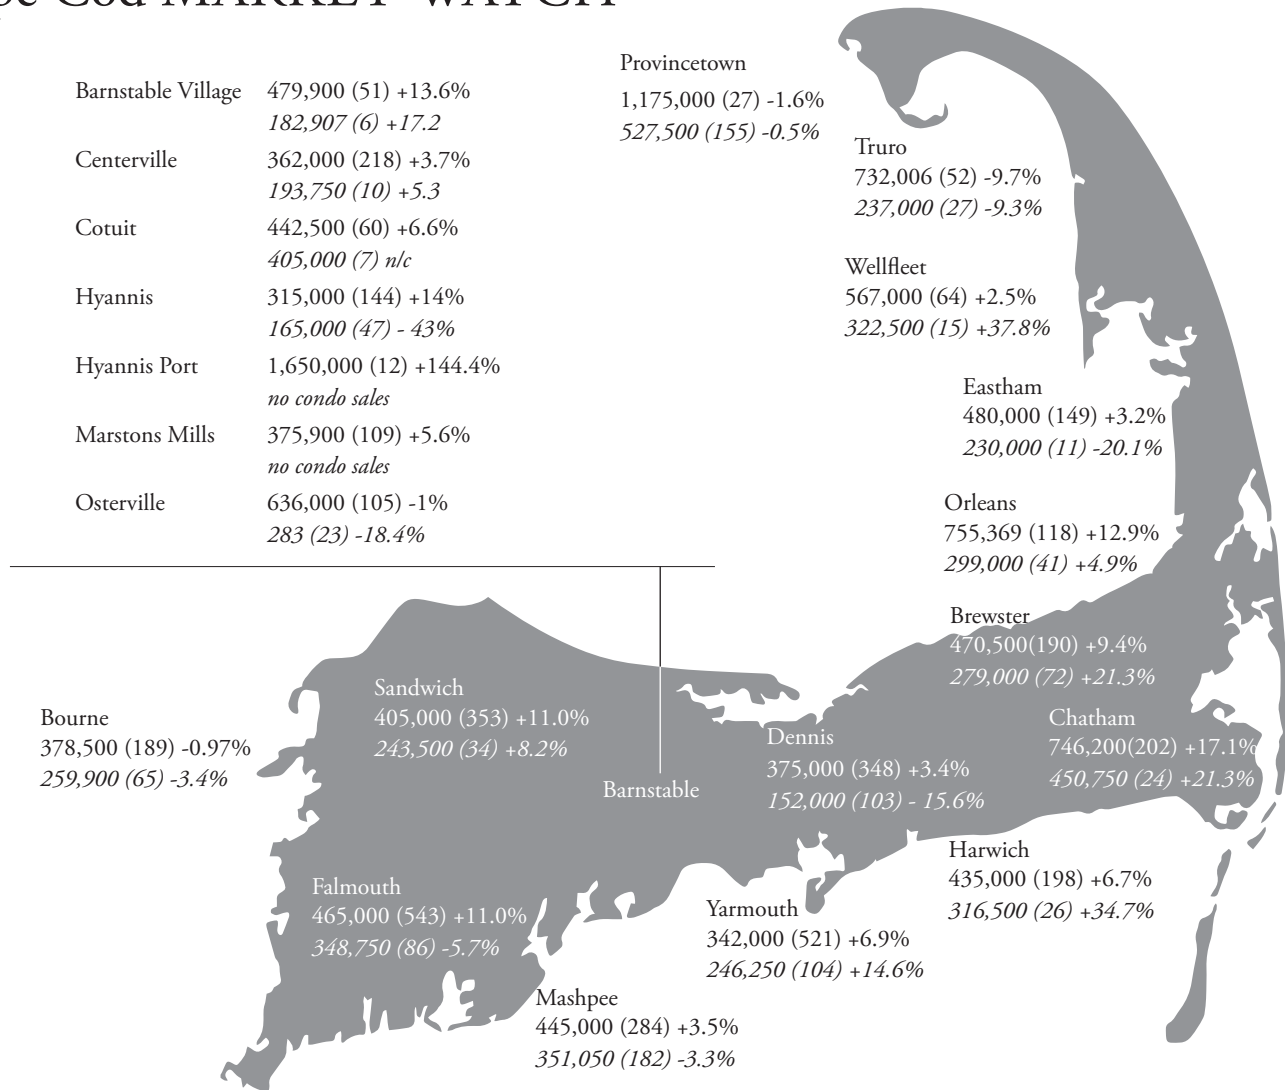 Cod MARKET WATCH
Barnstable Village 479,900 (51) +13.6%
182,907 (6) +17.2
Centerville 362,000 (218) +3.7%
193,750 (10) +5.3
Cotuit 442,500 (60) +6.6%
405,000 (7) n/c
Hyannis 315,000 (144) +14%
165,000 (47) - 43%
Hyannis Port 1,650,000 (12) +144.4%
no condo sales
Marstons Mills 375,900 (109) +5.6%
no condo sales
Osterville 636,000 (105) -1%
283 (23) -18.4%
Provincetown
1,175,000 (27) -1.6%
527,500 (155) -0.5%
Truro
732,006 (52) -9.7%
237,000 (27) -9.3%
Wellfleet
567,000 (64) +2.5%
322,500 (15) +37.8%
Eastham
480,000 (149) +3.2%
230,000 (11) -20.1%
Orleans
755,369 (118) +12.9%
299,000 (41) +4.9%
Brewster
470,500(190) +9.4%
279,000 (72) +21.3%
Chatham
746,200(202) +17.1%
450,750 (24) +21.3%
Sandwich
405,000 (353) +11.0%
243,500 (34) +8.2%
Bourne
378,500 (189) -0.97%
259,900 (65) -3.4%
Barnstable
Dennis
375,000 (348) +3.4%
152,000 (103) - 15.6%
Harwich
435,000 (198) +6.7%
316,500 (26) +34.7%
Falmouth
465,000 (543) +11.0%
348,750 (86) -5.7%
Yarmouth
342,000 (521) +6.9%
246,250 (104) +14.6%
Mashpee
445,000 (284) +3.5%
351,050 (182) -3.3%